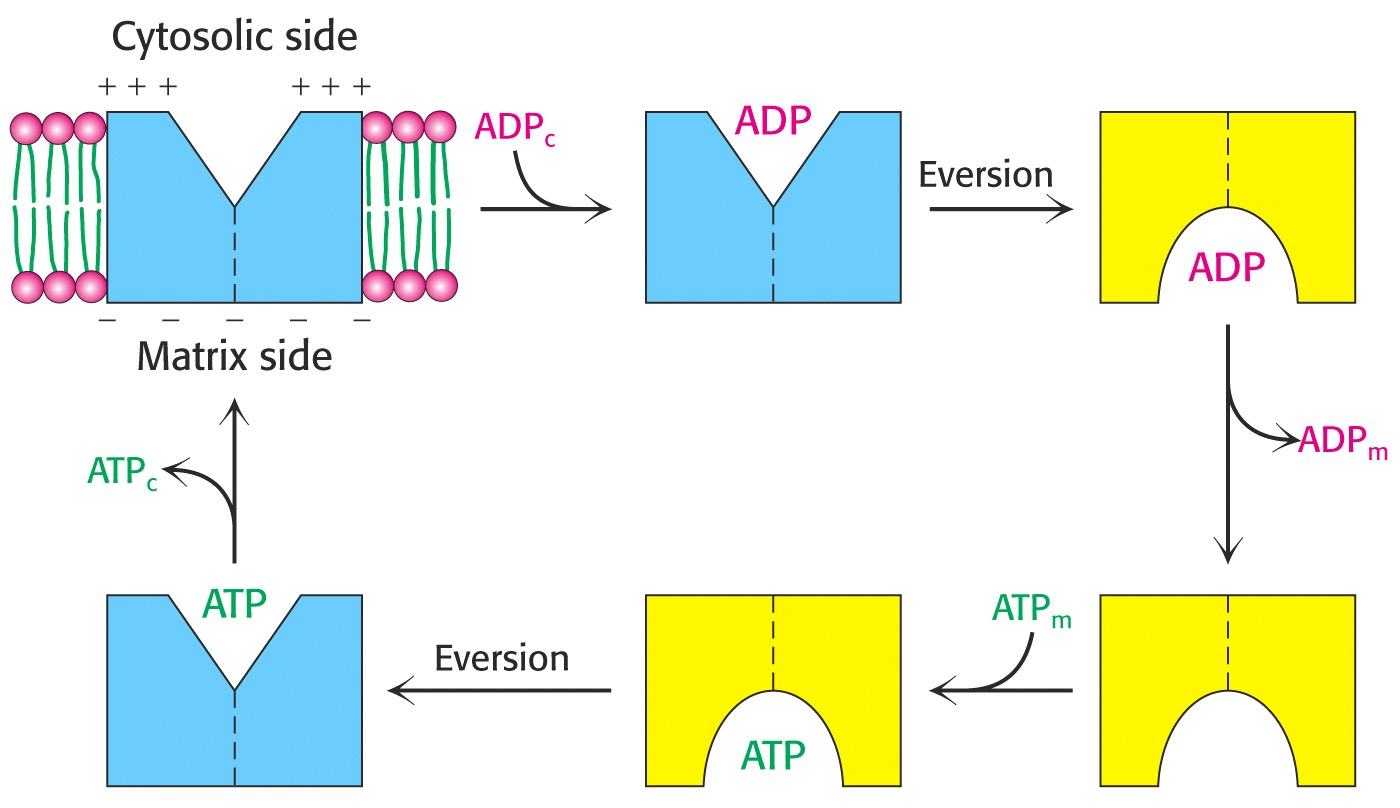 Cytosolic side
+ + + + + +
ADPc
ADP
Eversion
ADP
– – – – –
Matrix side
ADPm
ATPc
ATP
Eversion
ATP
ATPm